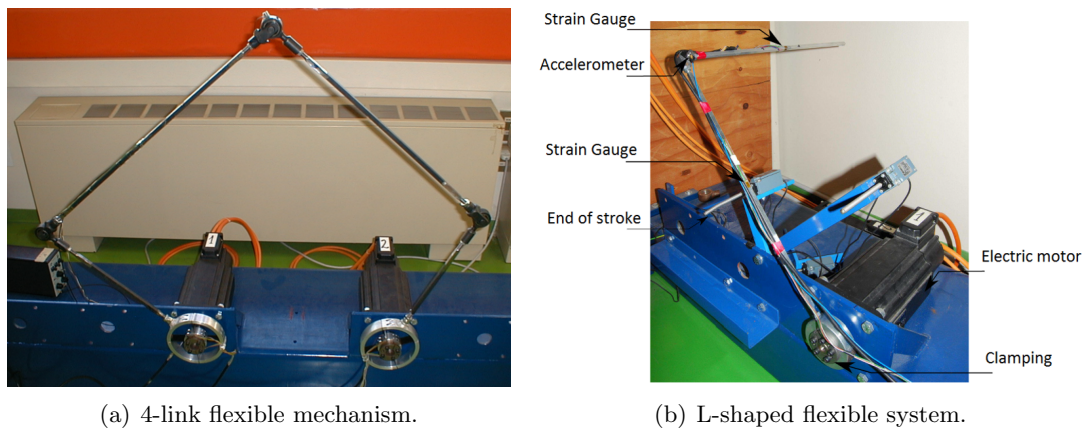 Strain Gauge
Accelerometer
Strain Gauge
End of stroke
Electric motor
Clamping
1
2
1
(a) 4-link flexible mechanism.
(b) L-shaped flexible system.